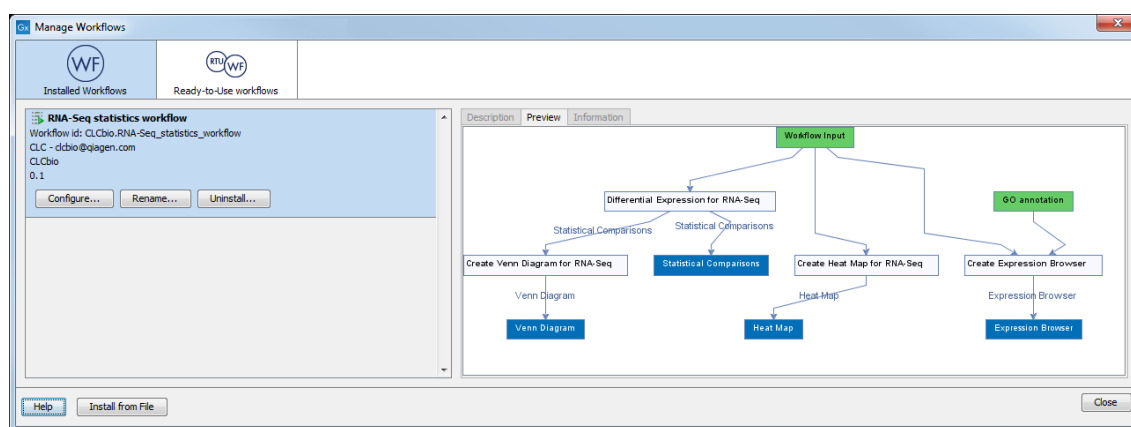 Gx Manage Workflows
WF
Installed Workflows
RTU WF
Ready-to-Use workflows
RNA-Seq statistics workflow
Workflow id: CLCbio.RNA-Seq_statistics_workflow
CLC - clcbio@qiagen.com
CLCbio
0.1
Configure... Rename... Uninstall...
Description Preview Information
Workflow Input
Differential Expression for RNA-Seq
GO annotation
Statistical Comparisons
Statistical Comparisons
Create Venn Diagram for RNA-Seq
Statistical Comparisons
Create Heat Map for RNA-Seq
Create Expression Browser
Venn Diagram
Heat Map
Expression Browser
Venn Diagram
Heat Map
Expression Browser
Help Install from File
Close